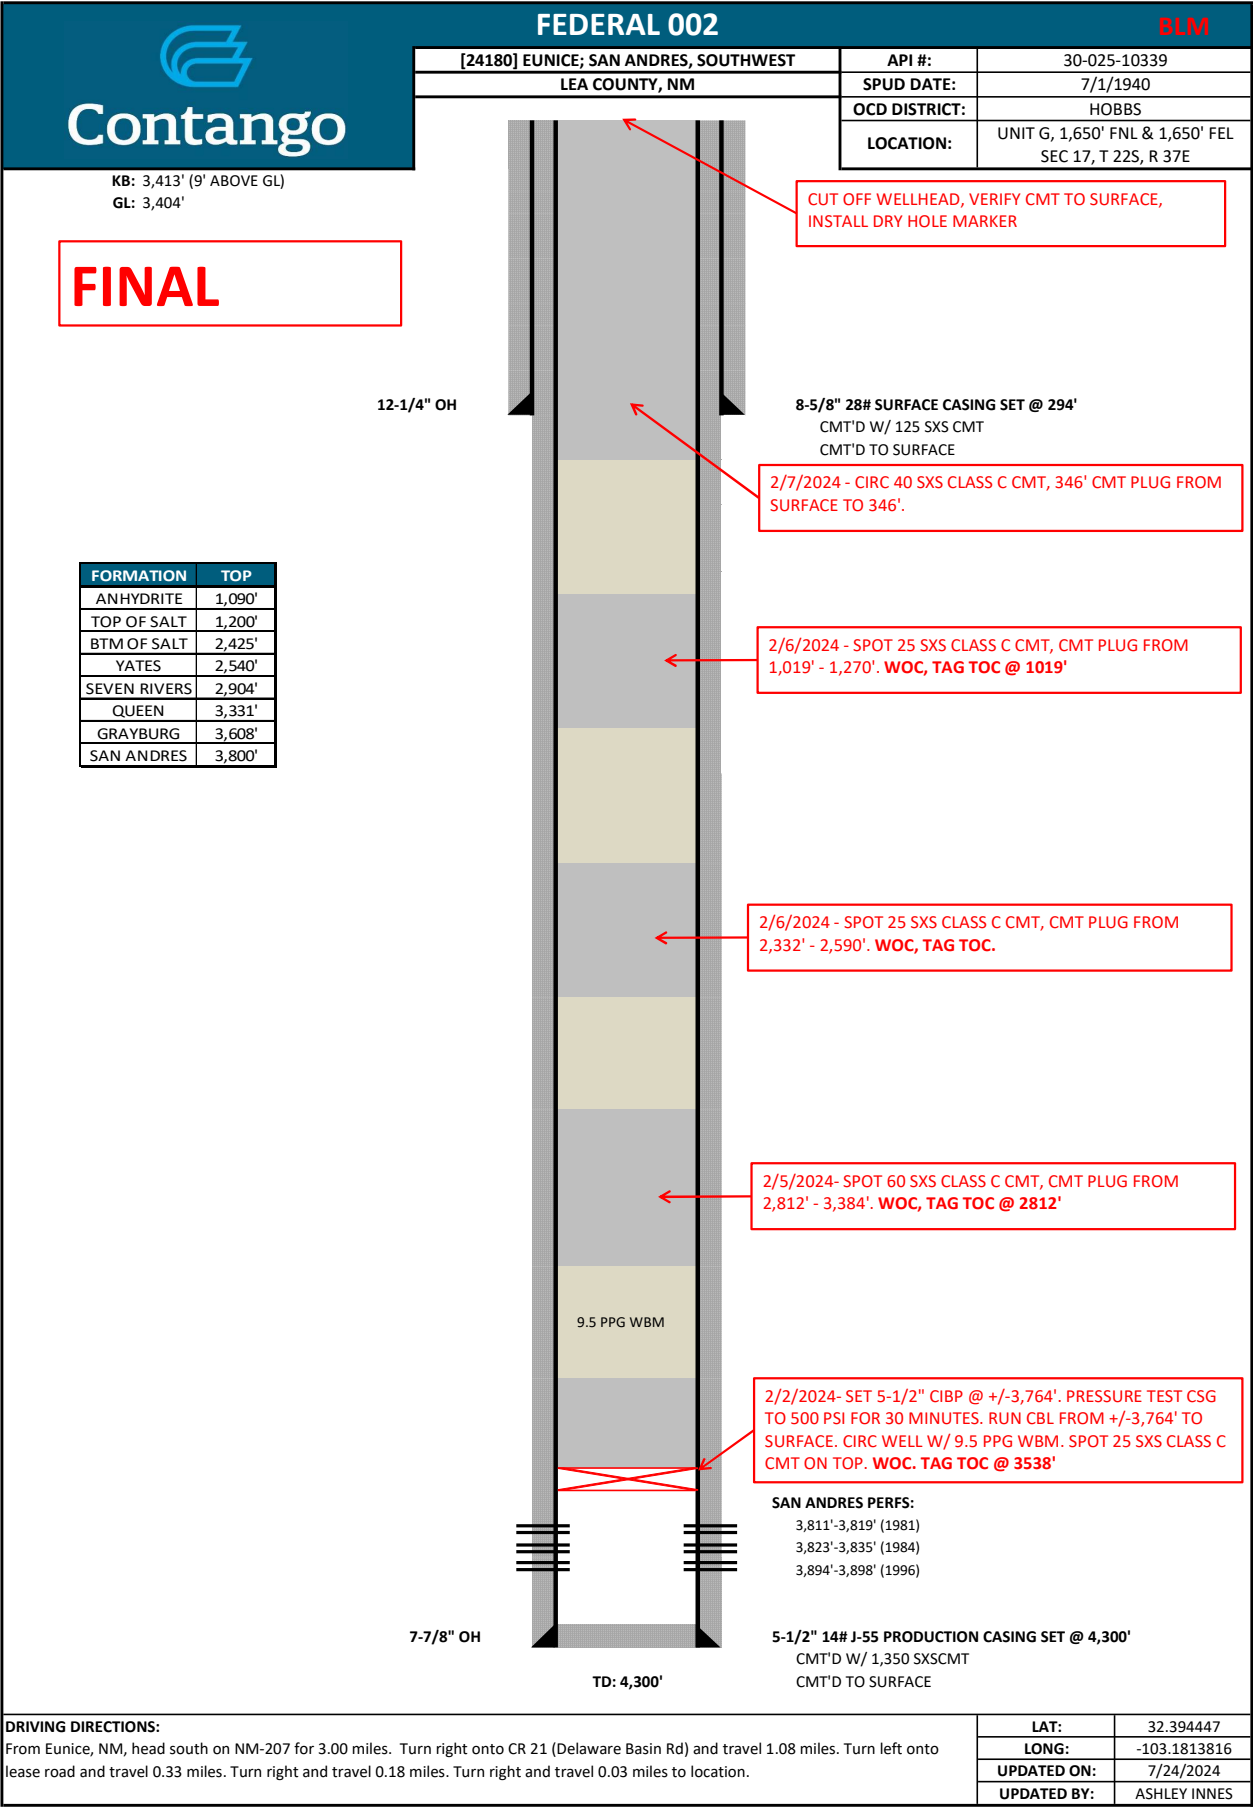 FEDERAL 002
BLM
Contango
[24180] EUNICE; SAN ANDRES, SOUTHWEST
LEA COUNTY, NM
API #: 30-025-10339
SPUD DATE: 7/1/1940
OCD DISTRICT: HOBBS
LOCATION: UNIT G, 1,650' FNL & 1,650' FEL
SEC 17, T 22S, R 37E
KB: 3,413' (9' ABOVE GL)
GL: 3,404'
CUT OFF WELLHEAD, VERIFY CMT TO SURFACE,
INSTALL DRY HOLE MARKER
FINAL
12-1/4" OH
8-5/8" 28# SURFACE CASING SET @ 294'
CMT'D W/ 125 SXS CMT
CMT'D TO SURFACE
2/7/2024 - CIRC 40 SXS CLASS C CMT, 346' CMT PLUG FROM
SURFACE TO 346'.
FORMATION TOP
ANHYDRITE 1,090'
TOP OF SALT 1,200'
BTM OF SALT 2,425'
YATES 2,540'
SEVEN RIVERS 2,904'
QUEEN 3,331'
GRAYBURG 3,608'
SAN ANDRES 3,800'
2/6/2024 - SPOT 25 SXS CLASS C CMT, CMT PLUG FROM
1,019' - 1,270'. WOC, TAG TOC @ 1019'
2/6/2024 - SPOT 25 SXS CLASS C CMT, CMT PLUG FROM
2,332' - 2,590'. WOC, TAG TOC.
2/5/2024- SPOT 60 SXS CLASS C CMT, CMT PLUG FROM
2,812' - 3,384'. WOC, TAG TOC @ 2812'
9.5 PPG WBM
2/2/2024- SET 5-1/2" CIBP @ +/-3,764'. PRESSURE TEST CSG
TO 500 PSI FOR 30 MINUTES. RUN CBL FROM +/-3,764' TO
SURFACE. CIRC WELL W/ 9.5 PPG WBM. SPOT 25 SXS CLASS C
CMT ON TOP. WOC. TAG TOC @ 3538'
SAN ANDRES PERFS:
3,811'-3,819' (1981)
3,823'-3,835' (1984)
3,894'-3,898' (1996)
7-7/8" OH
5-1/2" 14# J-55 PRODUCTION CASING SET @ 4,300'
CMT'D W/ 1,350 SXSCMT
CMT'D TO SURFACE
TD: 4,300'
DRIVING DIRECTIONS:
From Eunice, NM, head south on NM-207 for 3.00 miles. Turn right onto CR 21 (Delaware Basin Rd) and travel 1.08 miles. Turn left onto
lease road and travel 0.33 miles. Turn right and travel 0.18 miles. Turn right and travel 0.03 miles to location.
LAT: 32.394447
LONG: -103.1813816
UPDATED ON: 7/24/2024
UPDATED BY: ASHLEY INNES